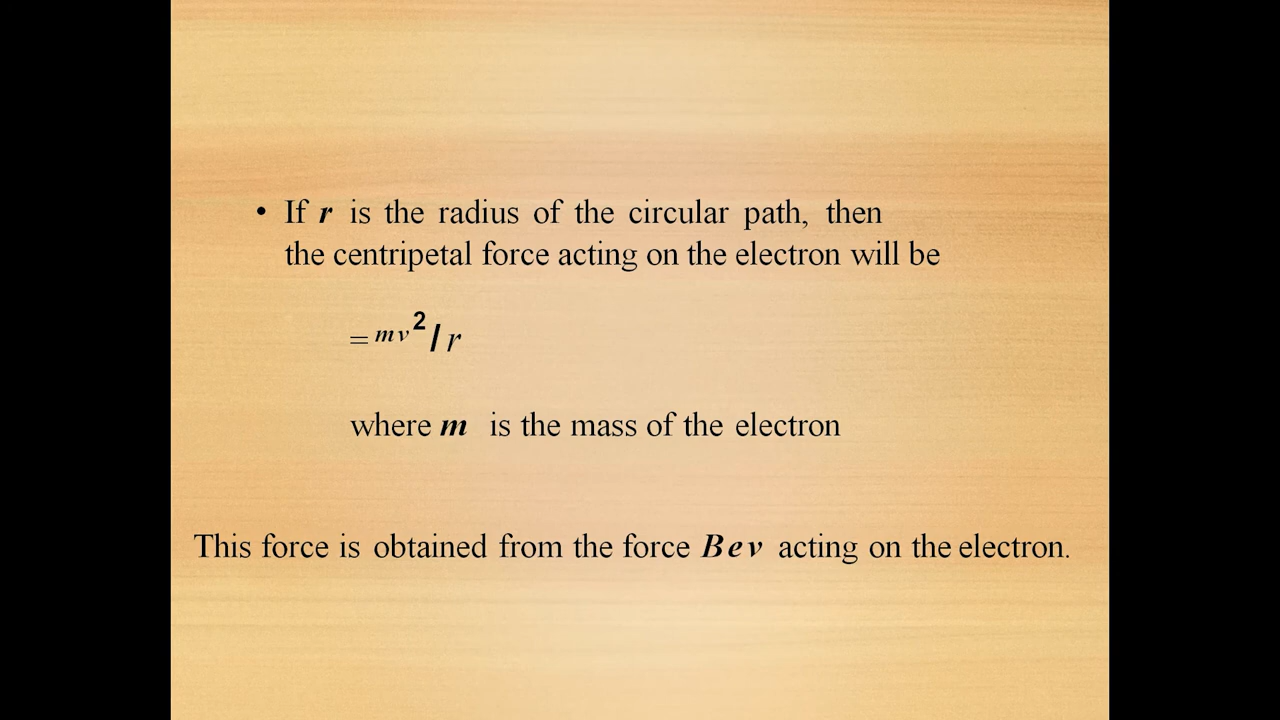 • If r is the radius of the circular path, then
the centripetal force acting on the electron will be
= mv²/r
where m is the mass of the electron
This force is obtained from the force Bev acting on the electron.